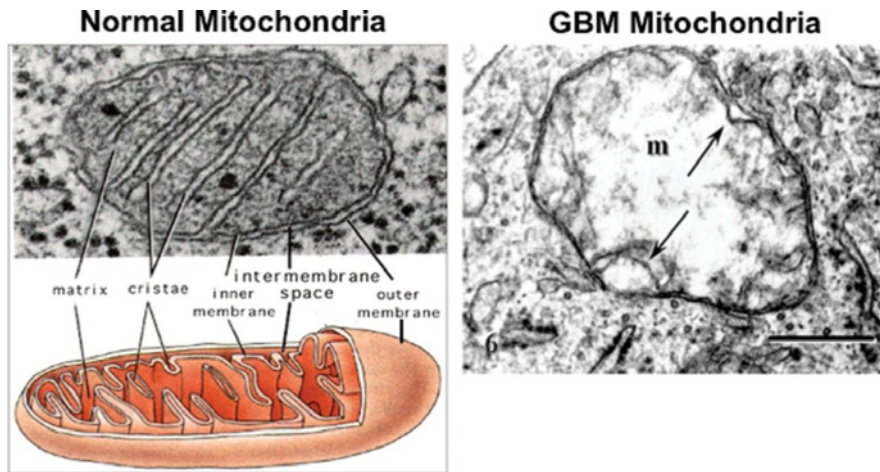 Normal Mitochondria
GBM Mitochondria
m
matrix
cristae
inner
membrane
intermembrane
space
outer
membrane
6